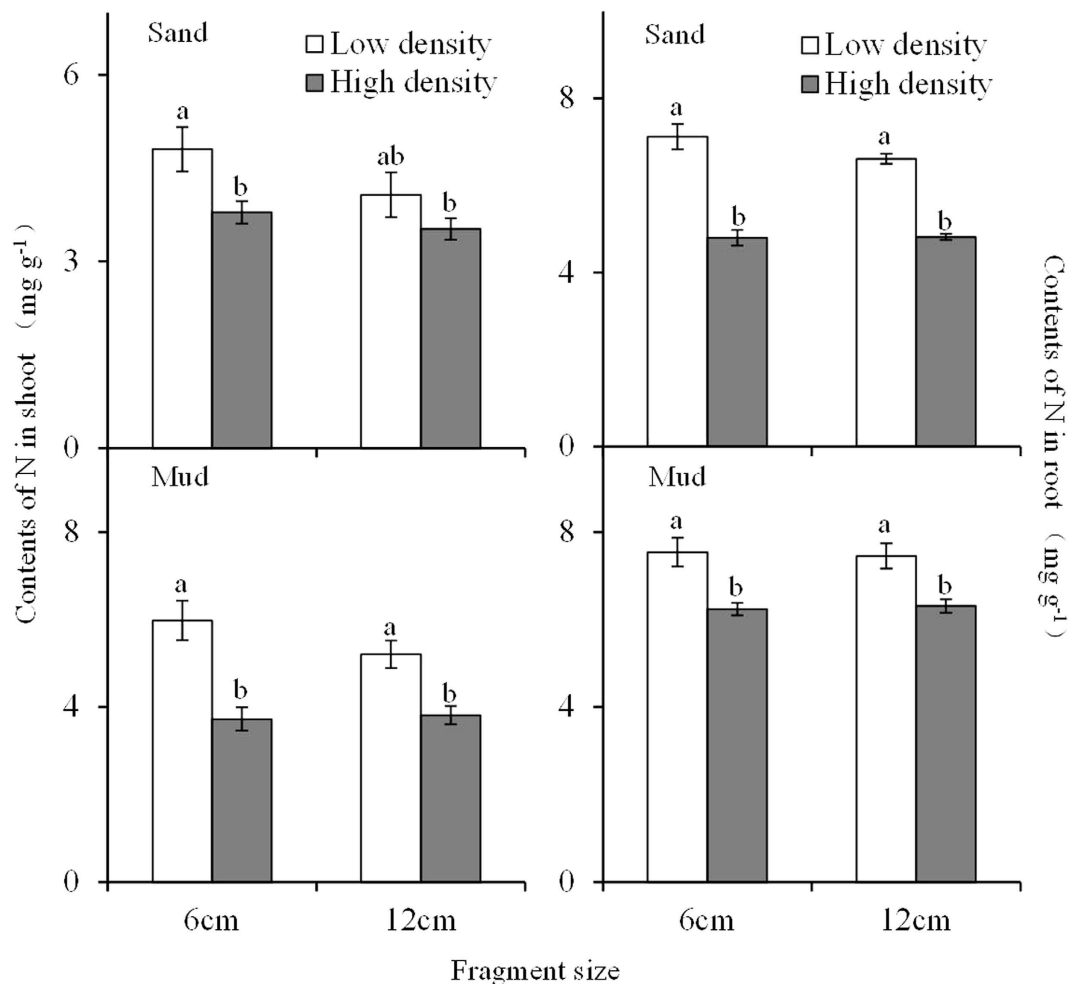 Contents of N in shoot （mg g⁻¹）
Sand
Low density
High density
6
3
0
a
b
ab
b
Sand
Low density
High density
8
4
0
a
b
a
b
Contents of N in root （mg g⁻¹）
Mud
8
4
0
a
b
a
b
6cm
12cm
Mud
8
4
0
a
b
a
b
6cm
12cm
Fragment size